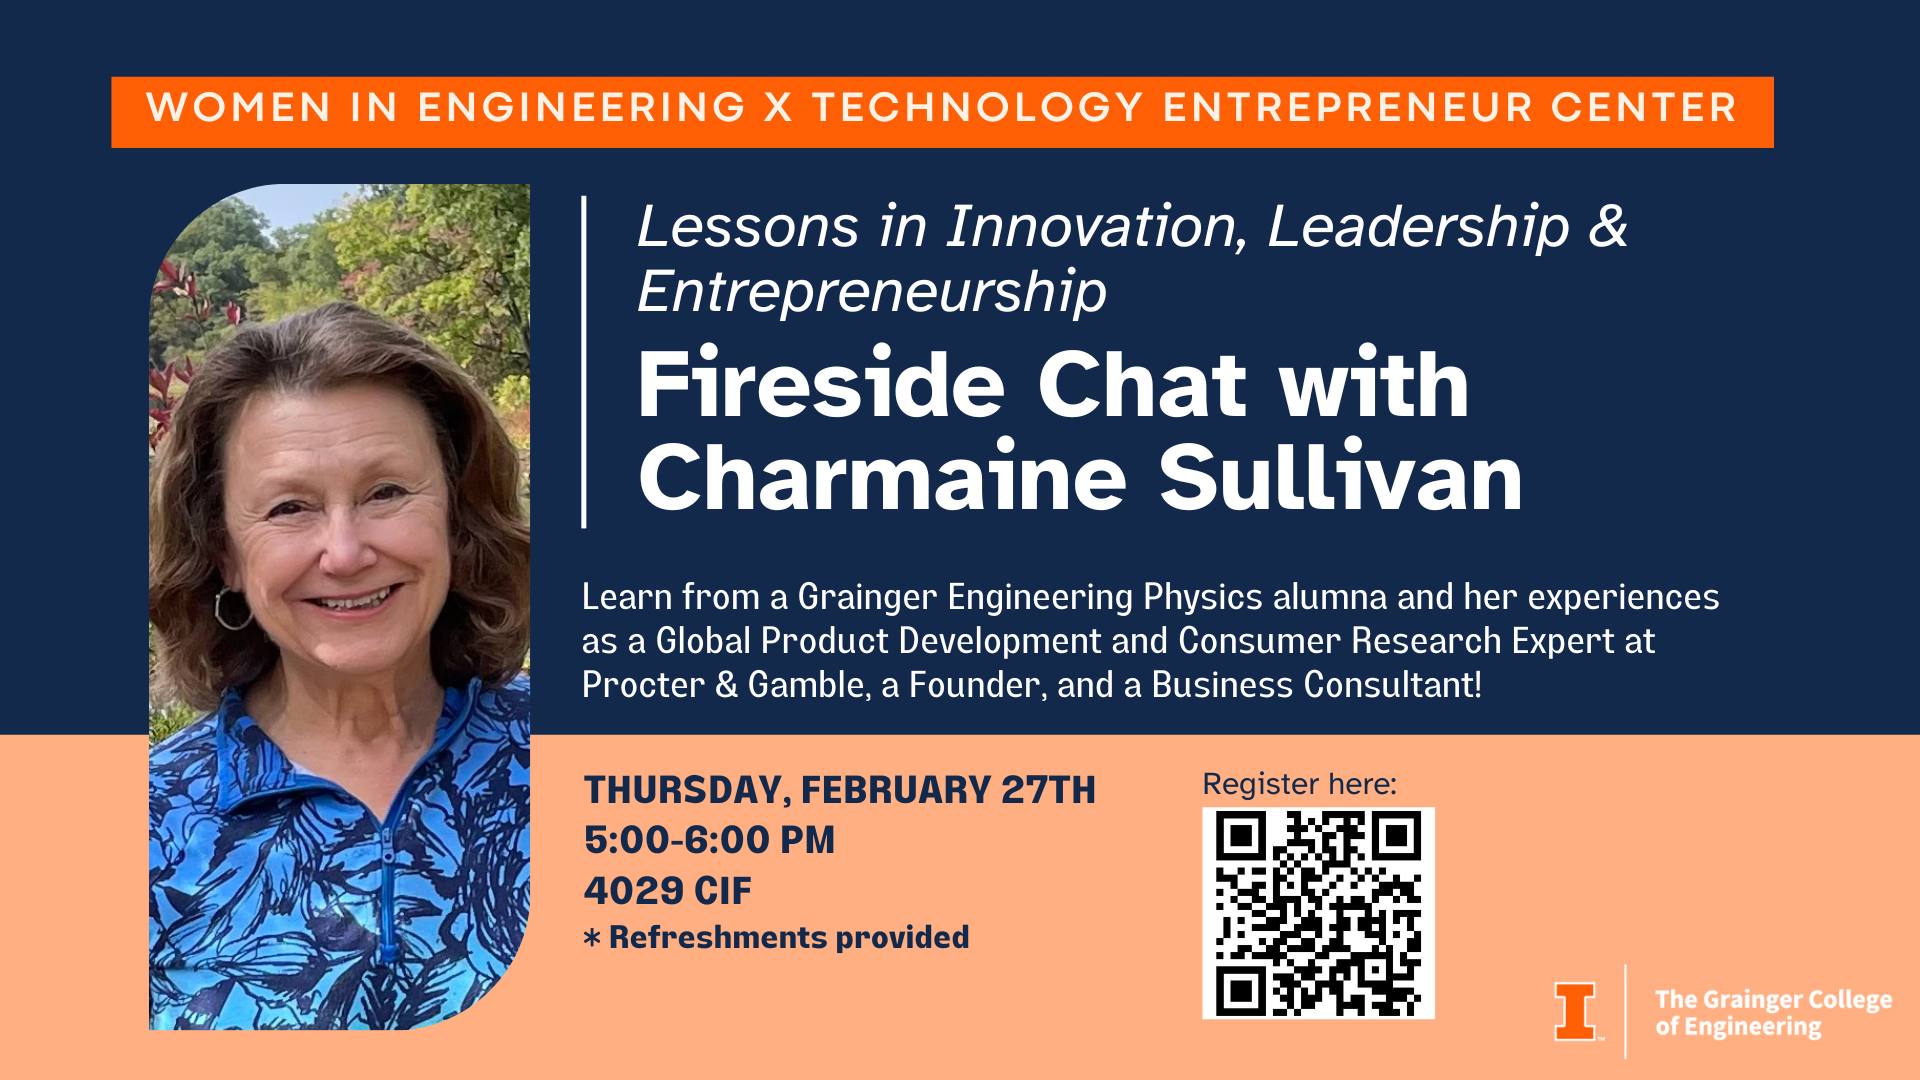 WOMEN IN ENGINEERING X TECHNOLOGY ENTREPRENEUR CENTER
Lessons in Innovation, Leadership &
Entrepreneurship
Fireside Chat with
Charmaine Sullivan
Learn from a Grainger Engineering Physics alumna and her experiences
as a Global Product Development and Consumer Research Expert at
Procter & Gamble, a Founder, and a Business Consultant!
THURSDAY, FEBRUARY 27TH
5:00-6:00 PM
4029 CIF
* Refreshments provided
Register here:
I™
The Grainger College
of Engineering